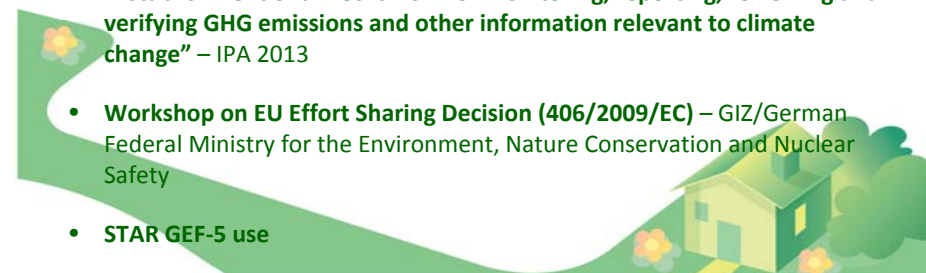 verifying GHG emissions and other information relevant to climate
change” – IPA 2013
• Workshop on EU Effort Sharing Decision (406/2009/EC) – GIZ/German
Federal Ministry for the Environment, Nature Conservation and Nuclear
Safety
• STAR GEF-5 use